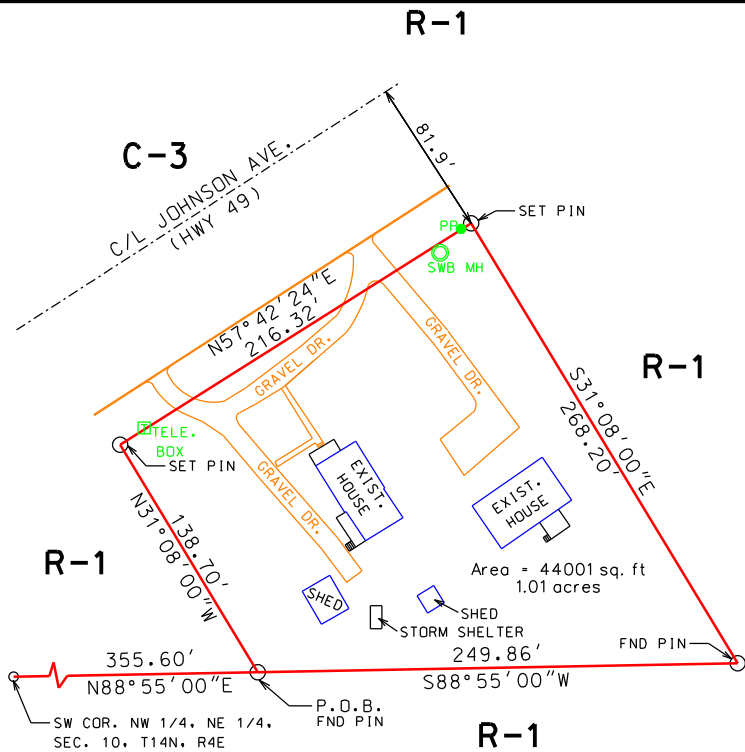 R-1
C-3
C/L JOHNSON AVE.
(HWY 49)
81.9'
SET PIN
PP
SWB MH
N57°42'24"E
216.32'
GRAVEL DR.
GRAVEL DR.
S31°08'00"E
268.20'
R-1
T TELE.
BOX
SET PIN
GRAVEL DR.
EXIST.
HOUSE
EXIST.
HOUSE
138.70'
N31°08'00"W
R-1
Area = 44001 sq. ft
1.01 acres
SHED
SHED
STORM SHELTER
FND PIN
355.60'
N88°55'00"E
249.86'
S88°55'00"W
P.O.B.
FND PIN
SW COR. NW 1/4, NE 1/4,
SEC. 10, T14N, R4E
R-1